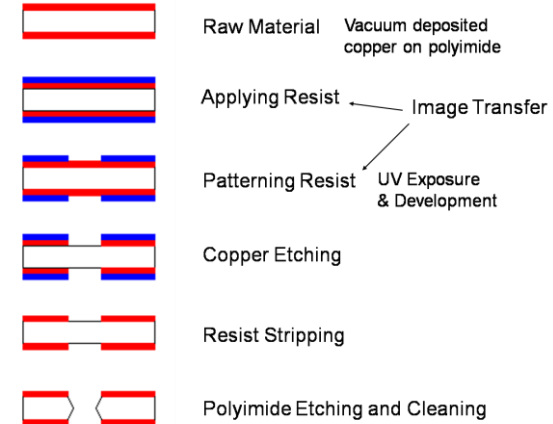 Raw Material
Vacuum deposited
copper on polyimide
Applying Resist
Image Transfer
Patterning Resist
UV Exposure
& Development
Copper Etching
Resist Stripping
Polyimide Etching and Cleaning